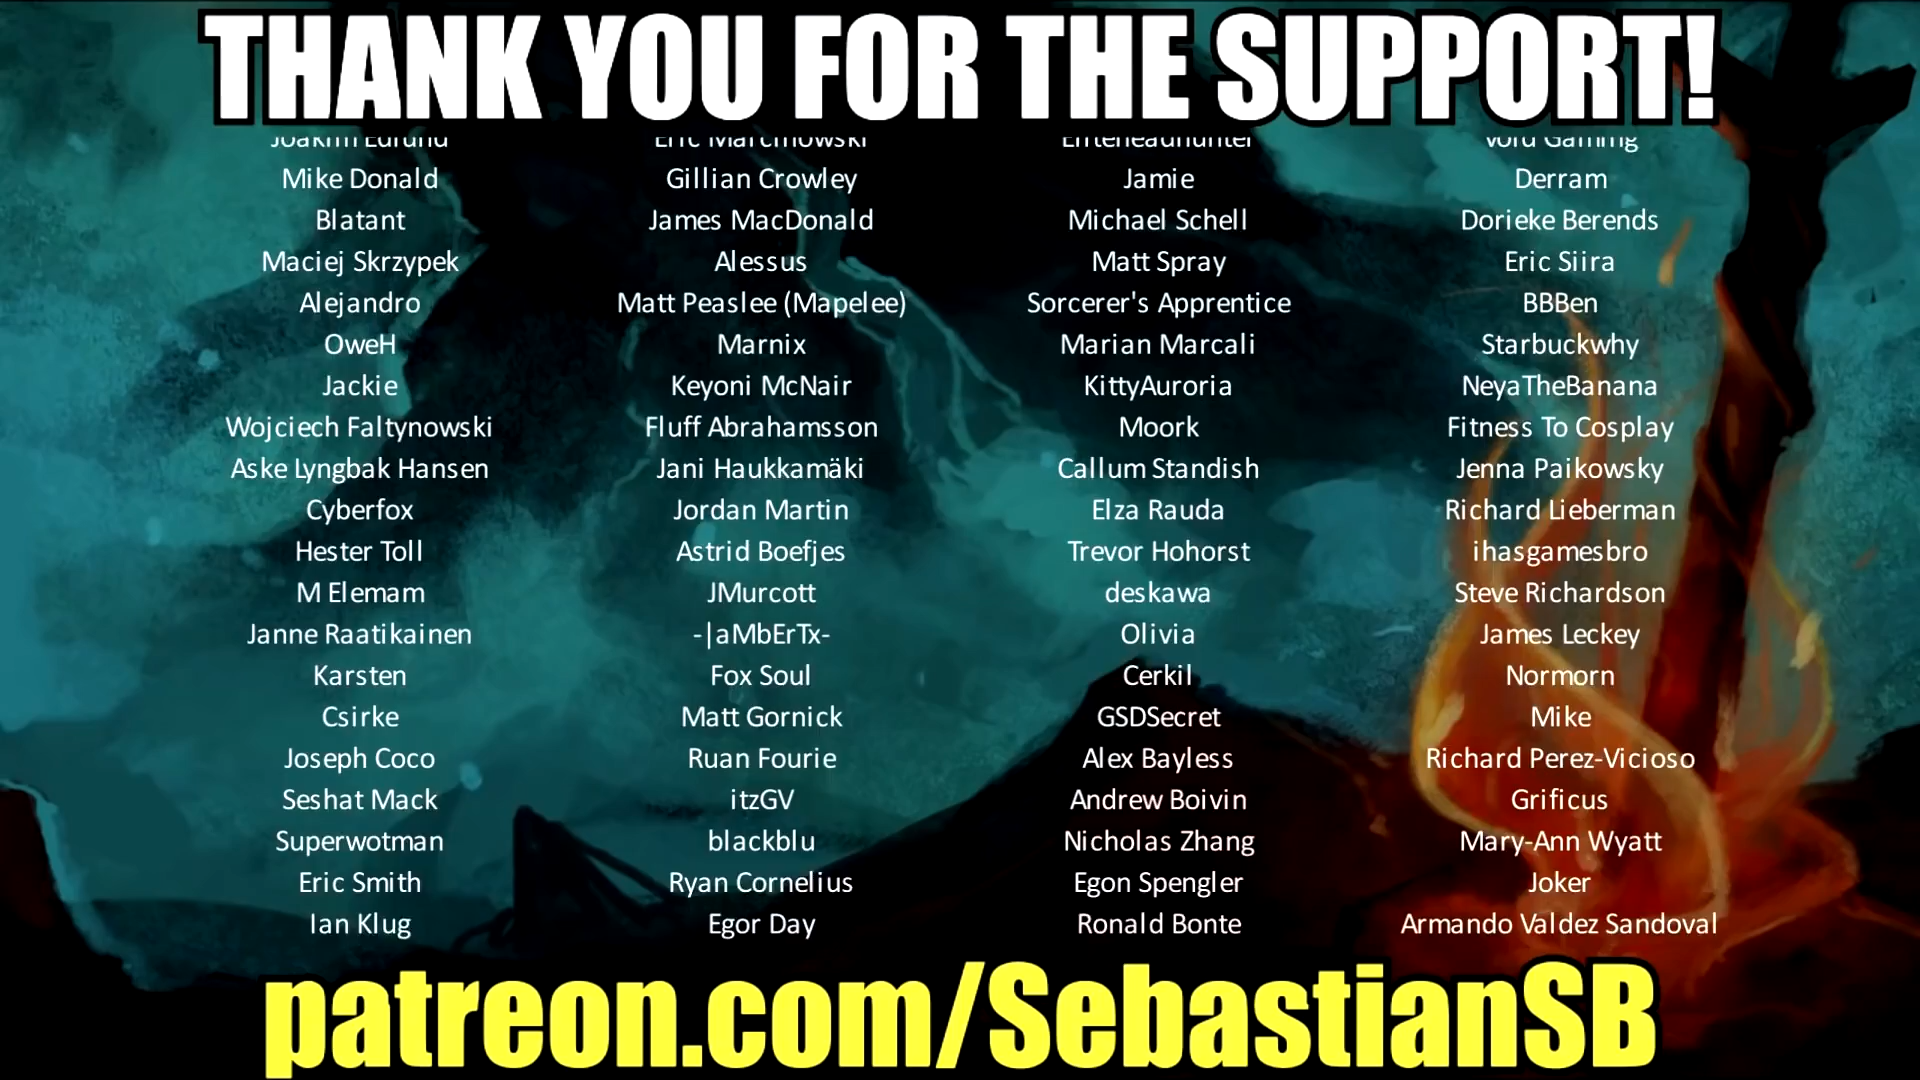 THANK YOU FOR THE SUPPORT!
Joakim Edlund Eric Marcinowski Eliteheadhunter Void Gaming
Mike Donald Gillian Crowley Jamie Derram
Blatant James MacDonald Michael Schell Dorieke Berends
Maciej Skrzypek Alessus Matt Spray Eric Siira
Alejandro Matt Peaslee (Mapelee) Sorcerer's Apprentice BBBen
OweH Marnix Marian Marcali Starbuckwhy
Jackie Keyoni McNair KittyAuroria NeyaTheBanana
Wojciech Faltynowski Fluff Abrahamsson Moork Fitness To Cosplay
Aske Lyngbak Hansen Jani Haukkamäki Callum Standish Jenna Paikowsky
Cyberfox Jordan Martin Elza Rauda Richard Lieberman
Hester Toll Astrid Boefjes Trevor Hohorst ihasgamesbro
M Elemam JMurcott deskawa Steve Richardson
Janne Raatikainen -|aMbErTx- Olivia James Leckey
Karsten Fox Soul Cerkil Normorn
Csirke Matt Gornick GSDSecret Mike
Joseph Coco Ruan Fourie Alex Bayless Richard Perez-Vicioso
Seshat Mack itzGV Andrew Boivin Grificus
Superwotman blackblu Nicholas Zhang Mary-Ann Wyatt
Eric Smith Ryan Cornelius Egon Spengler Joker
Ian Klug Egor Day Ronald Bonte Armando Valdez Sandoval
patreon.com/SebastianSB